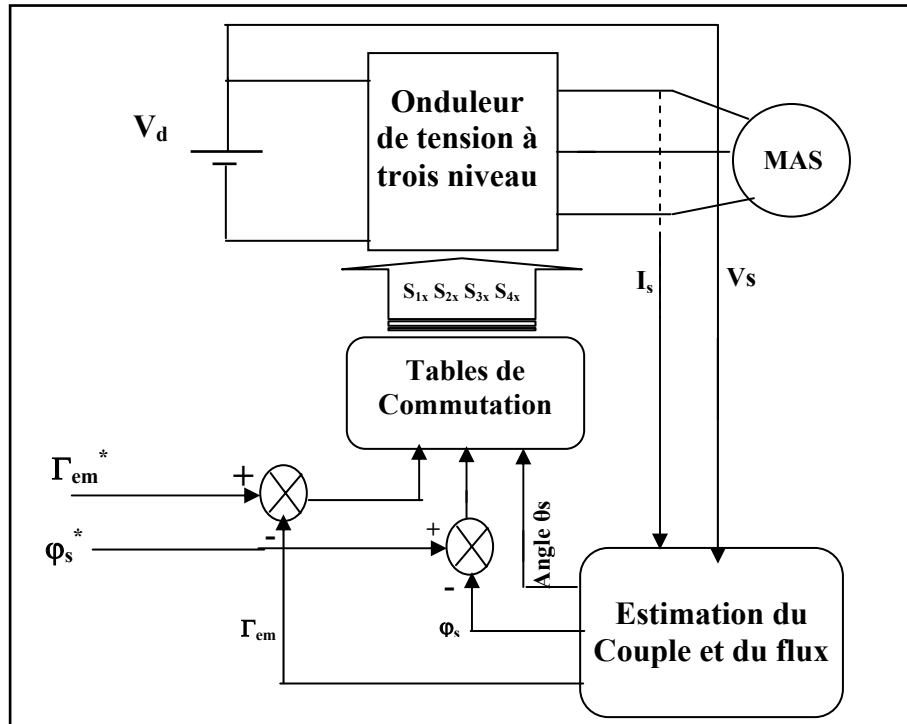 Onduleur
de tension à
trois niveau
V_d
MAS
I_s
Vs
S_1x S_2x S_3x S_4x
Tables de
Commutation
Γ_em*
+
-
φ_s*
+
-
Angle θs
Γ_em
φ_s
Estimation du
Couple et du flux